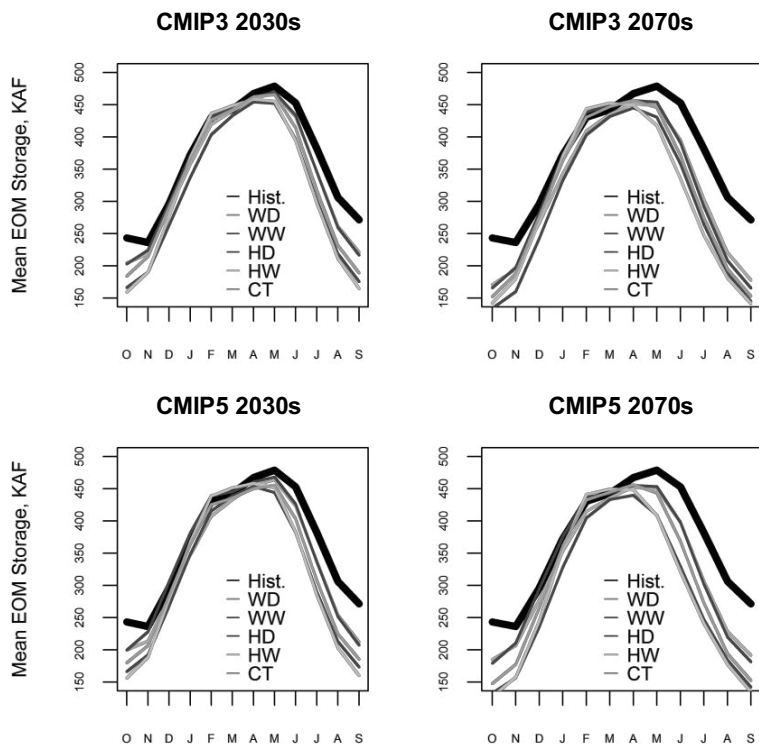 CMIP3 2030s
Mean EOM Storage, KAF
500
450
400
350
300
250
200
150
Hist.
WD
WW
HD
HW
CT
O N D J F M A M J J A S
CMIP3 2070s
500
450
400
350
300
250
200
150
Hist.
WD
WW
HD
HW
CT
O N D J F M A M J J A S
CMIP5 2030s
Mean EOM Storage, KAF
500
450
400
350
300
250
200
150
Hist.
WD
WW
HD
HW
CT
O N D J F M A M J J A S
CMIP5 2070s
500
450
400
350
300
250
200
150
Hist.
WD
WW
HD
HW
CT
O N D J F M A M J J A S